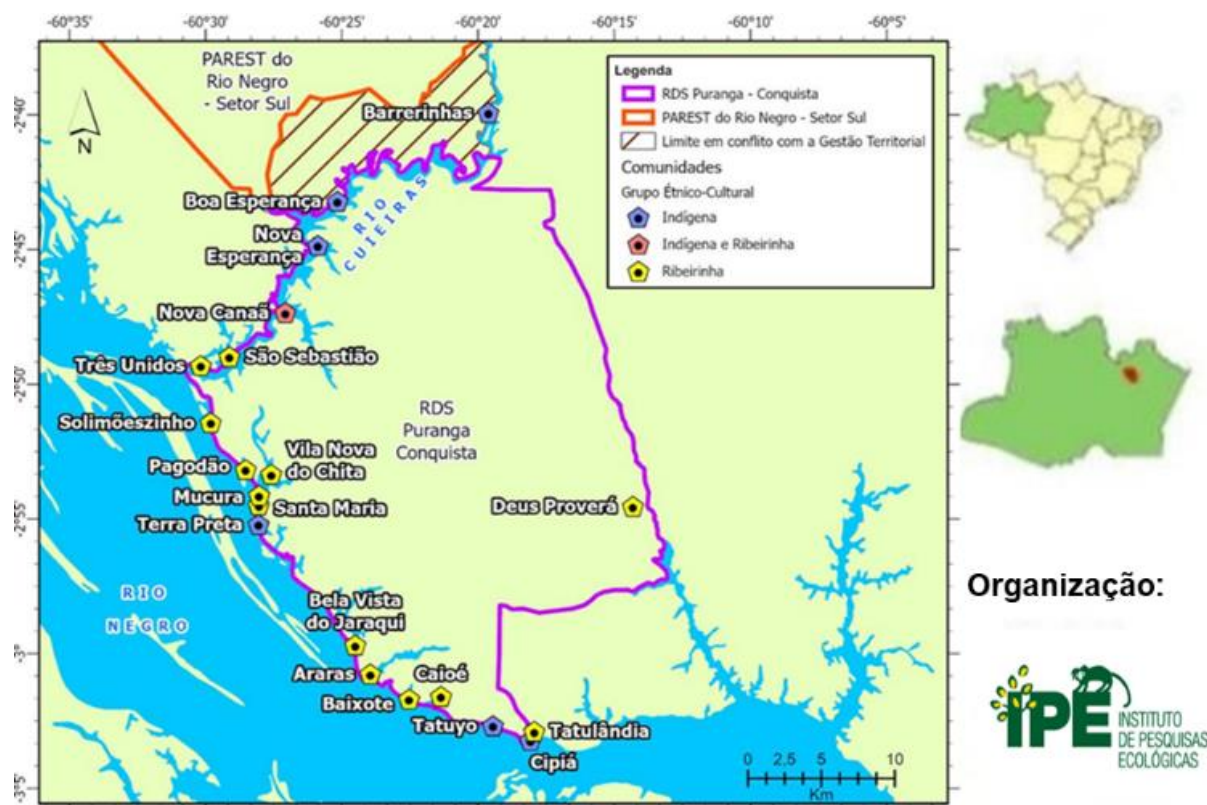 -60°35'
-60°30'
-60°25'
-60°20'
-60°15'
-60°10'
-60°5'
PAREST do
Rio Negro
- Setor Sul
Legenda
RDS Puranga - Conquista
PAREST do Rio Negro - Setor Sul
Limite em conflito com a Gestão Territorial
Comunidades
Grupo Étnico-Cultural
Indígena
Indígena e Ribeirinha
Ribeirinha
-2°40'
N
Barrerinhas
Boa Esperança
RIO
CUIEIRAS
-2°45'
Nova
Esperança
Nova Canaã
Três Unidos
São Sebastião
-2°50'
Solimõeszinho
RDS
Puranga
Conquista
Pagodão
Vila Nova
do Chita
Mucura
Santa Maria
Deus Proverá
-2°55'
Terra Preta
RIO
NEGRO
Bela Vista
do Jaraqui
-3°
Araras
Caioé
Baixote
Tatuyo
Tatulândia
Cipiá
0 2,5 5 10
Km
-3°5'
Organização:
IPÊ
INSTITUTO
DE PESQUISAS
ECOLÓGICAS